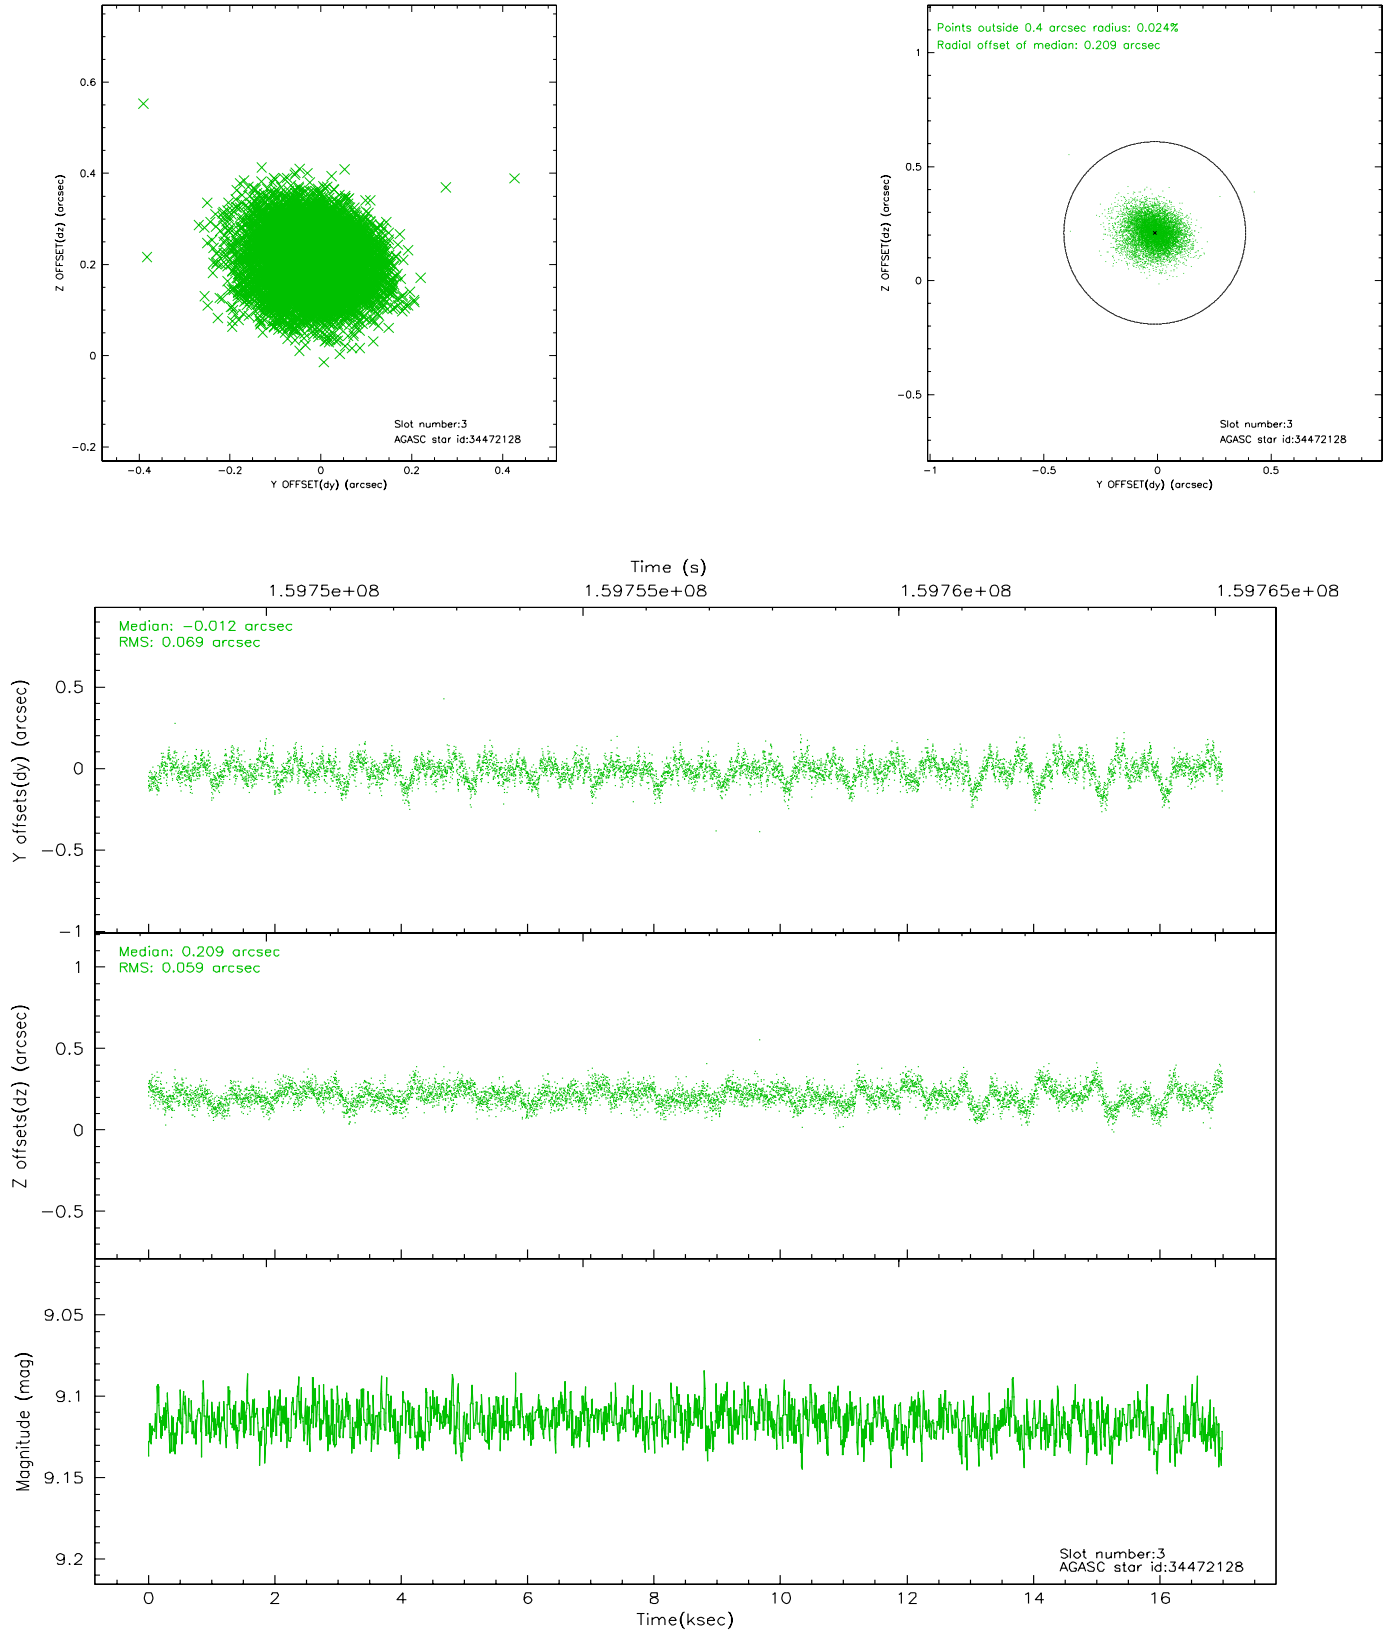 0.6
0.4
0.2
0
-0.2
Z OFFSET(dz) (arcsec)
Slot number:3
AGASC star id:34472128
-0.4 -0.2 0 0.2 0.4
Y OFFSET(dy) (arcsec)
Points outside 0.4 arcsec radius: 0.024%
Radial offset of median: 0.209 arcsec
1
0.5
0
-0.5
Z OFFSET(dz) (arcsec)
Slot number:3
AGASC star id:34472128
-1 -0.5 0 0.5
Y OFFSET(dy) (arcsec)
Time (s)
1.5975e+08 1.59755e+08 1.5976e+08 1.59765e+08
Median: -0.012 arcsec
RMS: 0.069 arcsec
0.5
0
-0.5
-1
Y offsets(dy) (arcsec)
Median: 0.209 arcsec
RMS: 0.059 arcsec
1
0.5
0
-0.5
Z offsets(dz) (arcsec)
9.05
9.1
9.15
9.2
Magnitude (mag)
Slot number:3
AGASC star id:34472128
0 2 4 6 8 10 12 14 16
Time(ksec)